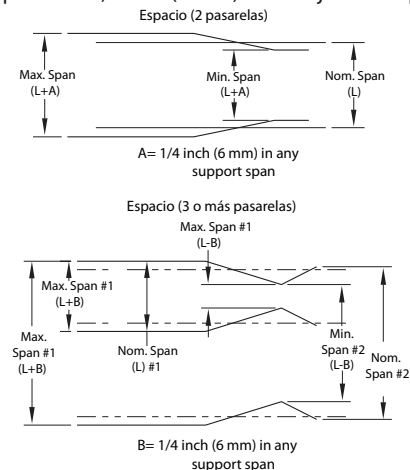 Espacio (2 pasarelas)
Max. Span
(L+A)
Min. Span
(L+A)
Nom. Span
(L)
A= 1/4 inch (6 mm) in any
support span
Espacio (3 o más pasarelas)
Max. Span #1
(L-B)
Max. Span #1
(L+B)
Max.
Span #1
(L+B)
Nom. Span
(L) #1
Min.
Span #2
(L-B)
Nom.
Span #2
B= 1/4 inch (6 mm) in any
support span